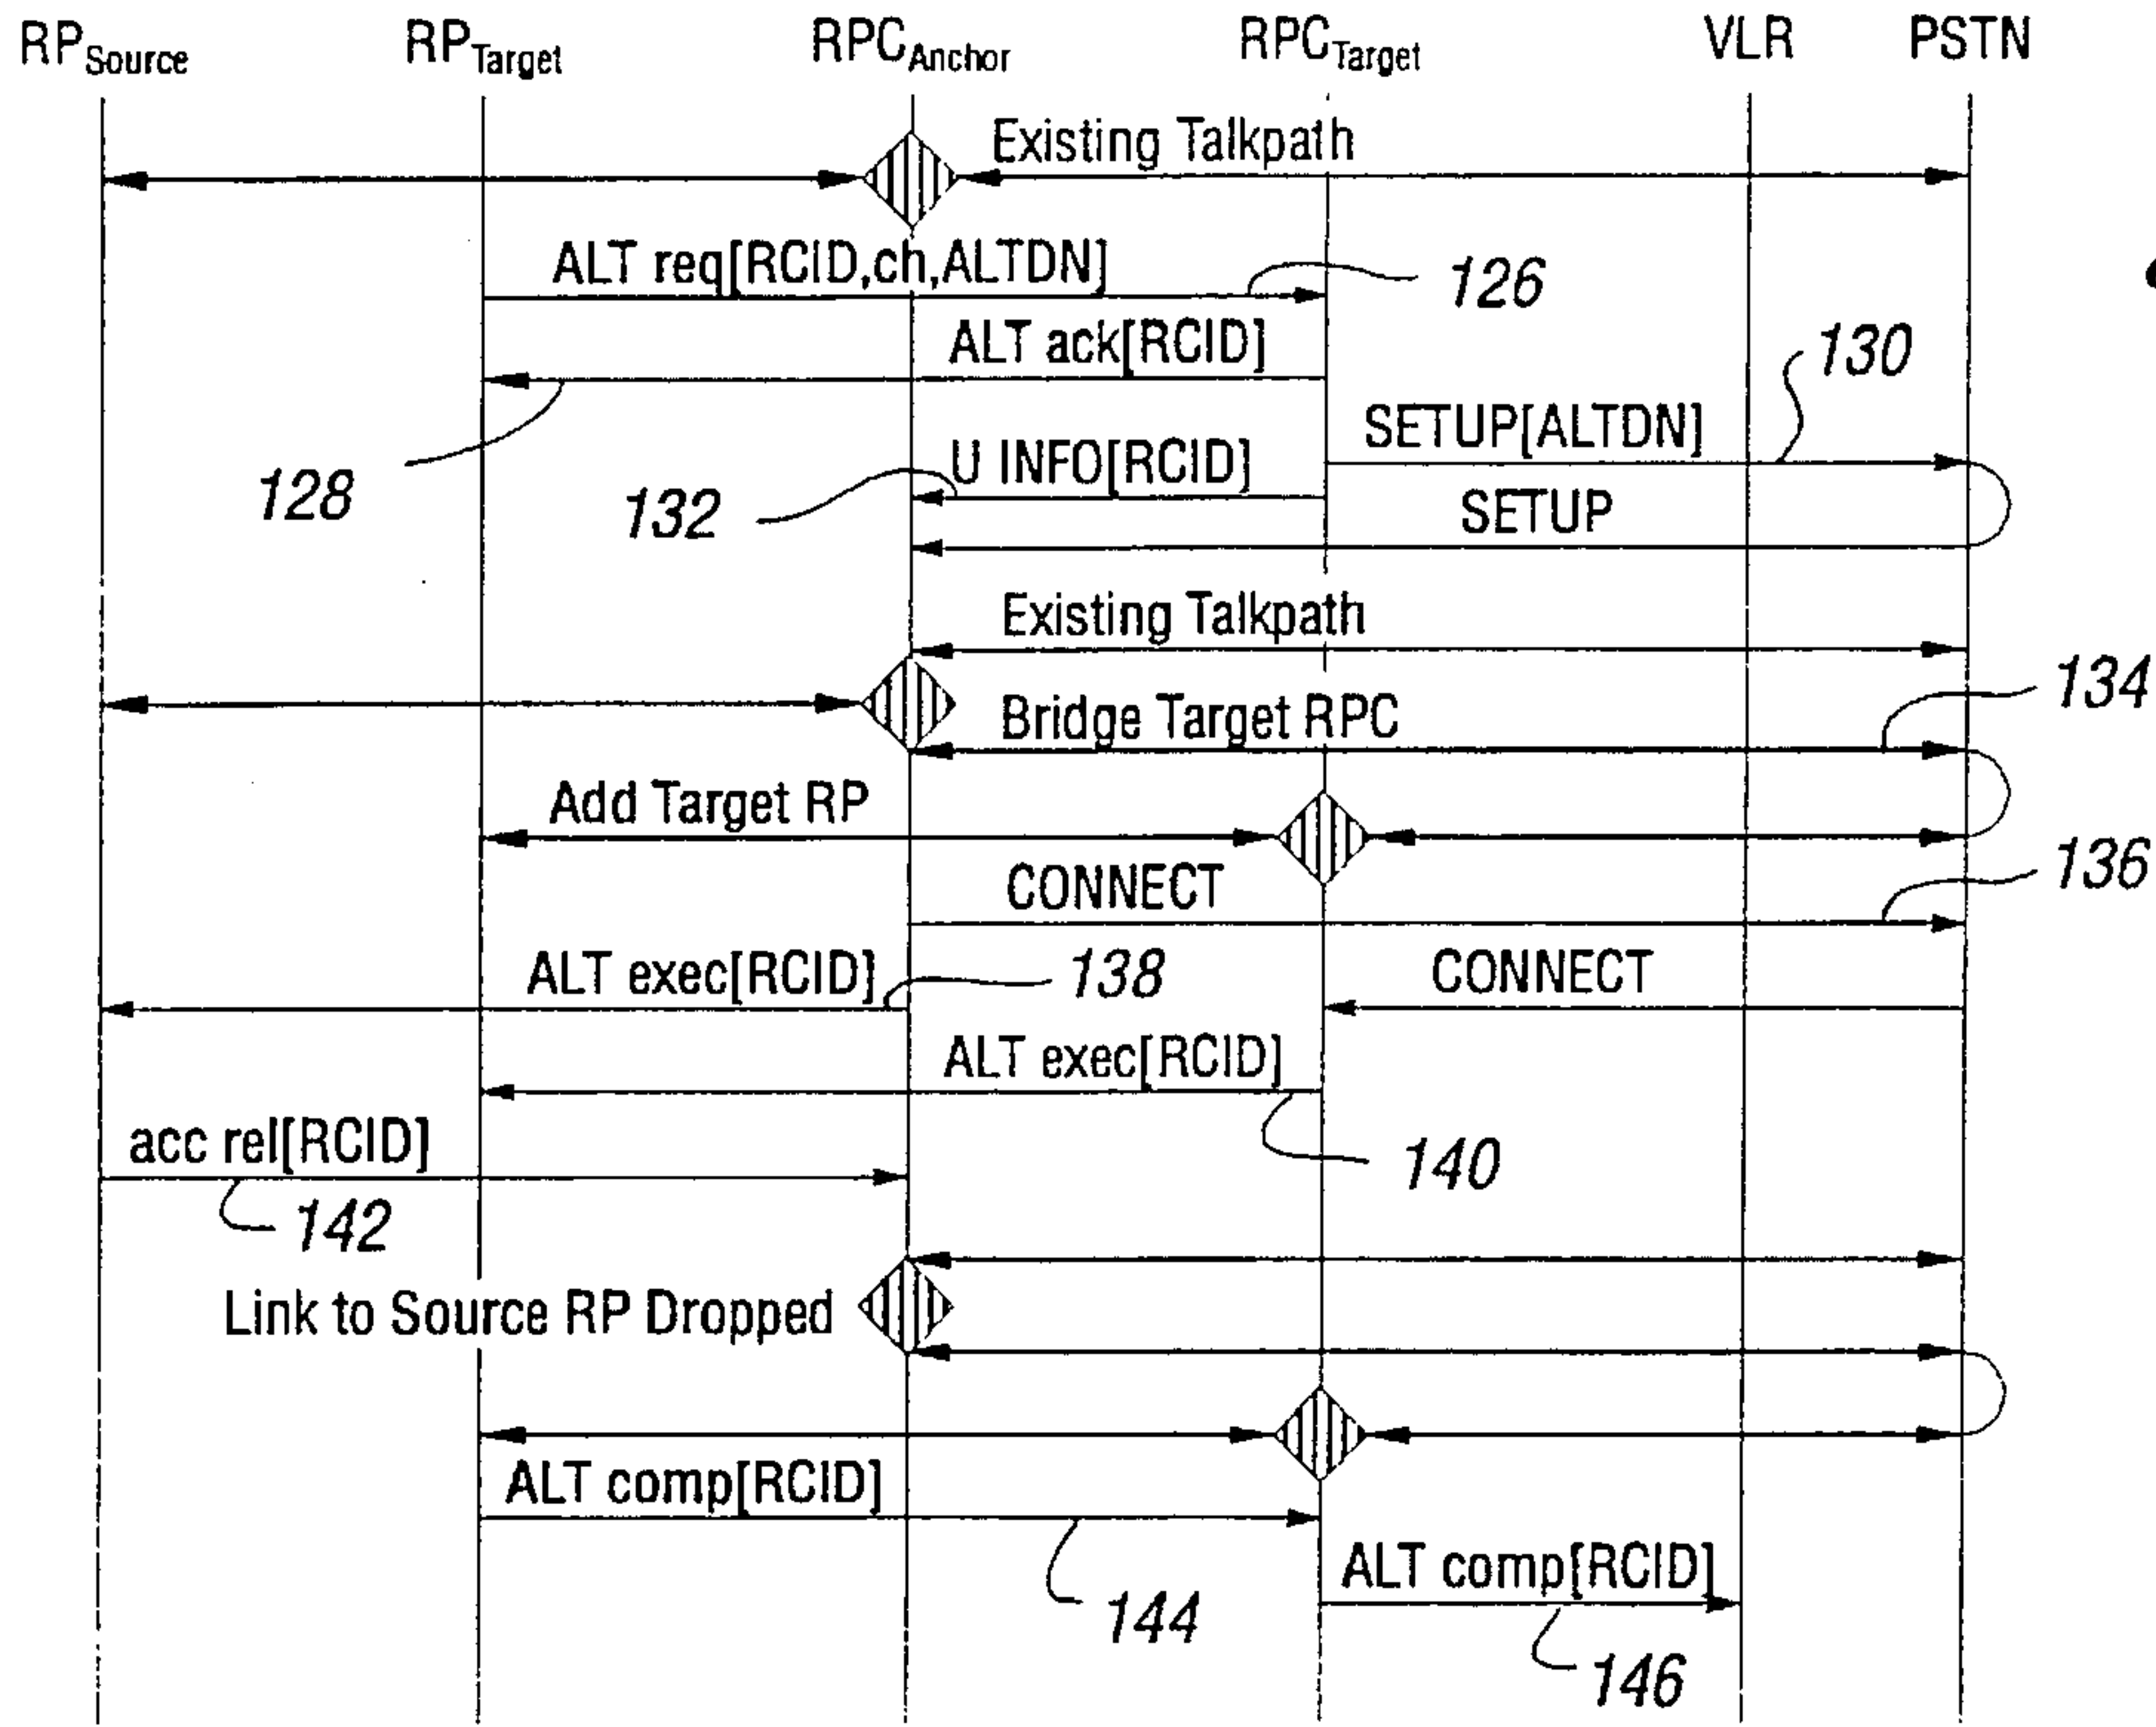 RPSource RPTarget RPCAnchor RPCTarget VLR PSTN
Existing Talkpath
ALT req[RCID,ch,ALTDN]
126
ALT ack[RCID]
130
SETUP[ALTDN]
U INFO[RCID]
128
132
SETUP
Existing Talkpath
134
Bridge Target RPC
Add Target RP
136
CONNECT
ALT exec[RCID]
138
CONNECT
ALT exec[RCID]
acc rel[RCID]
140
142
Link to Source RP Dropped
ALT comp[RCID]
ALT comp[RCID]
144
146